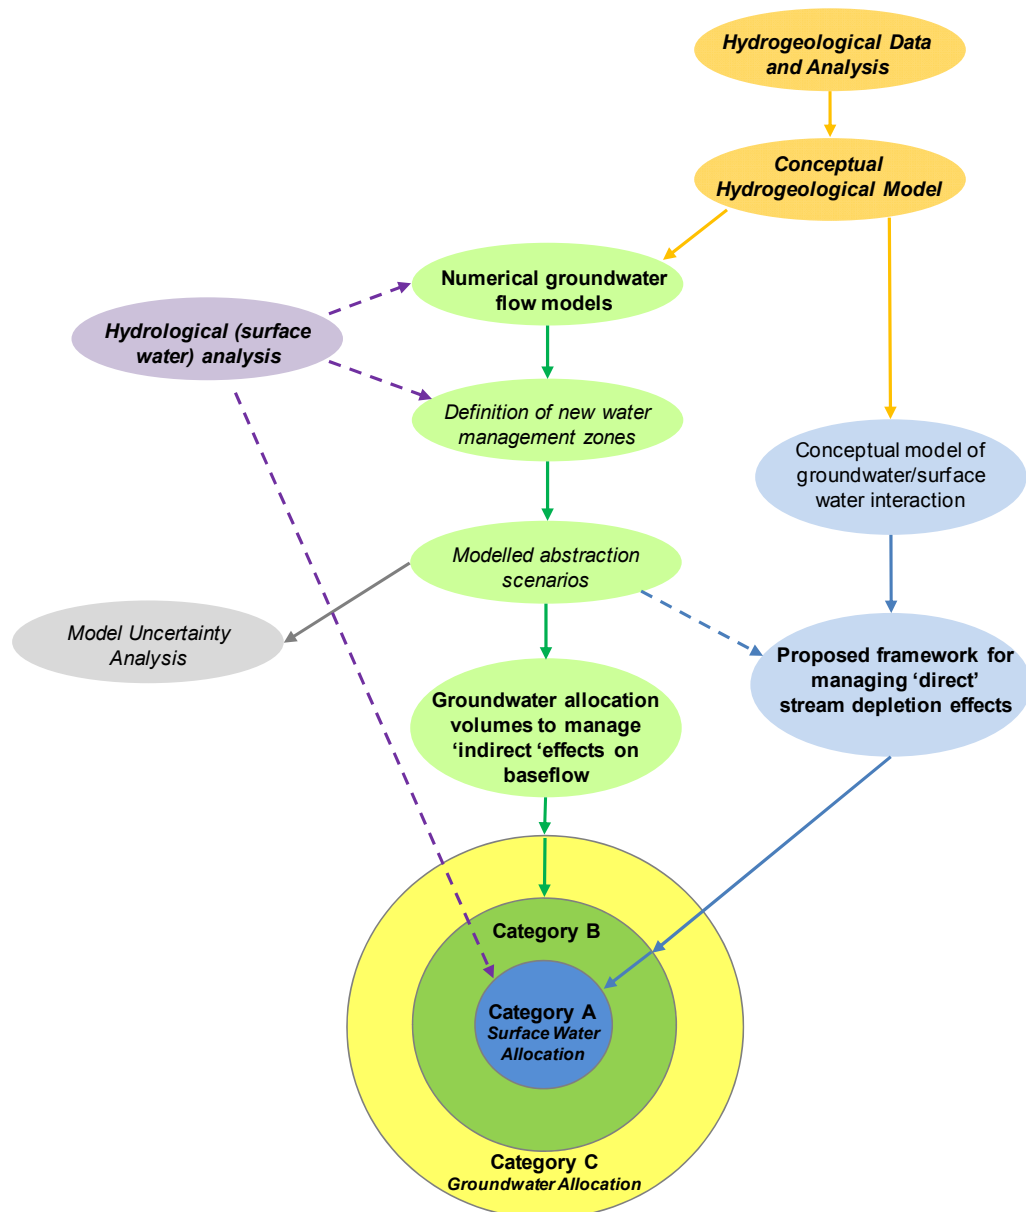 Hydrogeological Data
and Analysis
Conceptual
Hydrogeological Model
Numerical groundwater
flow models
Hydrological (surface
water) analysis
Definition of new water
management zones
Conceptual model of
groundwater/surface
water interaction
Modelled abstraction
scenarios
Model Uncertainty
Analysis
Proposed framework for
managing ‘direct’
stream depletion effects
Groundwater allocation
volumes to manage
‘indirect ‘effects on
baseflow
Category B
Category A
Surface Water
Allocation
Category C
Groundwater Allocation